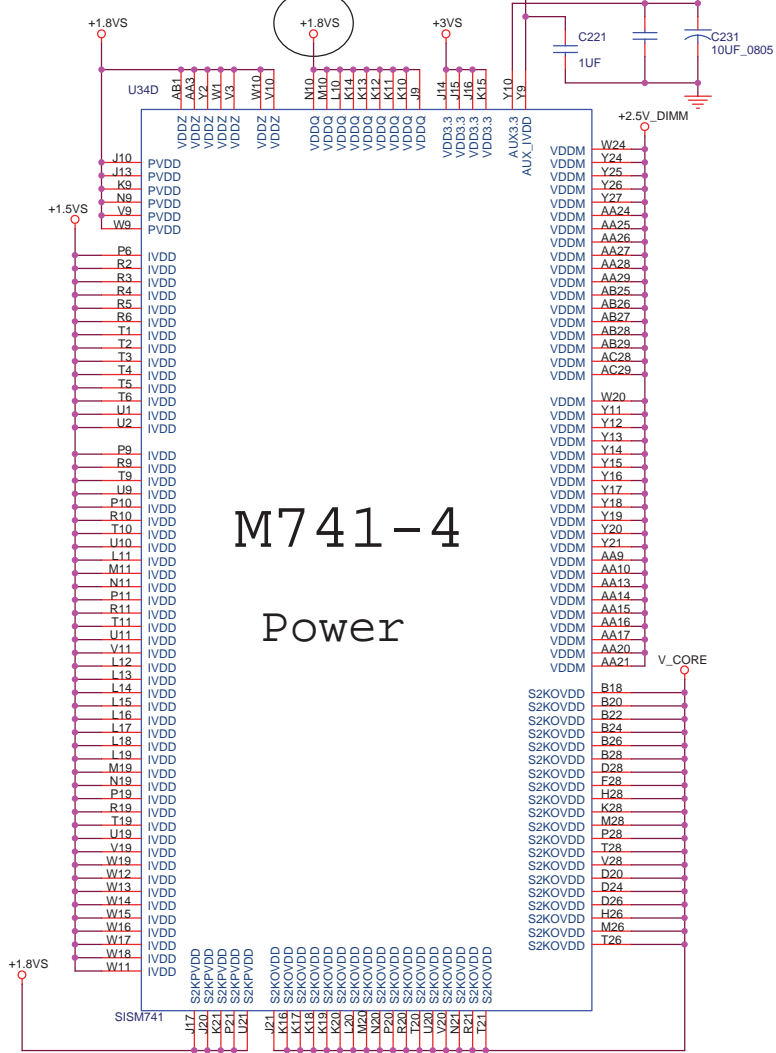 +1.8VS +1.8VS +3VS C221 1UF C231 10UF_0805
U34D AB1 AA3 Y2 W1 V3 W10 V10 N10 M10 L10 K14 K13 K12 K11 K10 J9 J14 J15 J16 K15 Y10 Y9
VDDZ VDDZ VDDZ VDDZ VDDZ VDDZ VDDZ VDDQ VDDQ VDDQ VDDQ VDDQ VDDQ VDDQ VDDQ VDDQ VDD3.3 VDD3.3 VDD3.3 VDD3.3 AUX3.3 AUX_IVDD
J10 PVDD
J13 PVDD
K9 PVDD
N9 PVDD
V9 PVDD
W9 PVDD
+1.5VS
P6 IVDD
R2 IVDD
R3 IVDD
R4 IVDD
R5 IVDD
R6 IVDD
T1 IVDD
T2 IVDD
T3 IVDD
T4 IVDD
T5 IVDD
T6 IVDD
U1 IVDD
U2 IVDD
P9 IVDD
R9 IVDD
T9 IVDD
U9 IVDD
P10 IVDD
R10 IVDD
T10 IVDD
U10 IVDD
L11 IVDD
M11 IVDD
N11 IVDD
P11 IVDD
R11 IVDD
T11 IVDD
U11 IVDD
V11 IVDD
L12 IVDD
L13 IVDD
L14 IVDD
L15 IVDD
L16 IVDD
L17 IVDD
L18 IVDD
L19 IVDD
M19 IVDD
N19 IVDD
P19 IVDD
R19 IVDD
T19 IVDD
U19 IVDD
V19 IVDD
W19 IVDD
W12 IVDD
W13 IVDD
W14 IVDD
W15 IVDD
W16 IVDD
W17 IVDD
W18 IVDD
W11 IVDD
M741-4
Power
+2.5V_DIMM
VDDM W24
VDDM Y24
VDDM Y25
VDDM Y26
VDDM Y27
VDDM AA24
VDDM AA25
VDDM AA26
VDDM AA27
VDDM AA28
VDDM AA29
VDDM AB25
VDDM AB26
VDDM AB27
VDDM AB28
VDDM AB29
VDDM AC28
VDDM AC29
VDDM W20
VDDM Y11
VDDM Y12
VDDM Y13
VDDM Y14
VDDM Y15
VDDM Y16
VDDM Y17
VDDM Y18
VDDM Y19
VDDM Y20
VDDM Y21
VDDM AA9
VDDM AA10
VDDM AA13
VDDM AA14
VDDM AA15
VDDM AA16
VDDM AA17
VDDM AA20
VDDM AA21
V_CORE
S2KOVDD B18
S2KOVDD B20
S2KOVDD B22
S2KOVDD B24
S2KOVDD B26
S2KOVDD B28
S2KOVDD D28
S2KOVDD F28
S2KOVDD H28
S2KOVDD K28
S2KOVDD M28
S2KOVDD P28
S2KOVDD T28
S2KOVDD V28
S2KOVDD D20
S2KOVDD D24
S2KOVDD D26
S2KOVDD H26
S2KOVDD M26
S2KOVDD T26
+1.8VS
S2KPVDD S2KPVDD S2KPVDD S2KPVDD S2KPVDD S2KOVDD S2KOVDD S2KOVDD S2KOVDD S2KOVDD S2KOVDD S2KOVDD S2KOVDD S2KOVDD S2KOVDD S2KOVDD S2KOVDD S2KOVDD S2KOVDD S2KOVDD S2KOVDD S2KOVDD
SISM741 J17 J20 K21 P21 U21 J21 K16 K17 K18 K19 K20 L20 M20 N20 P20 R20 T20 U20 V20 N21 R21 T21